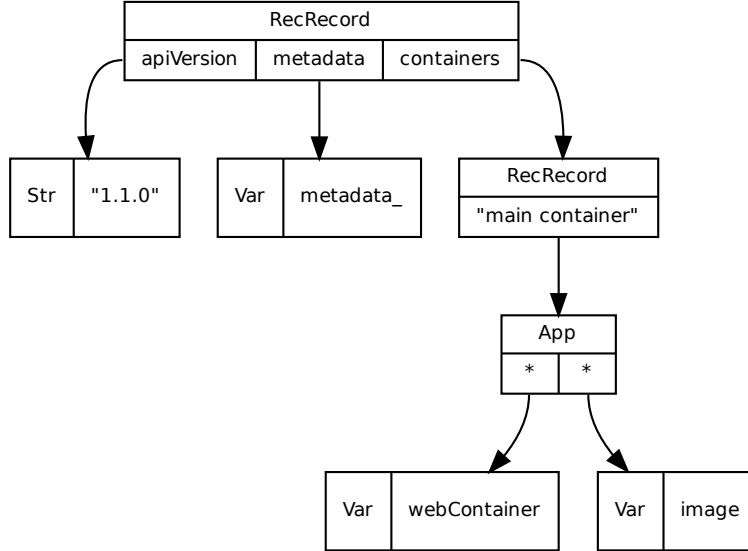 RecRecord
apiVersion metadata containers
Str "1.1.0" Var metadata_ RecRecord
"main container"
App
* *
Var webContainer Var image